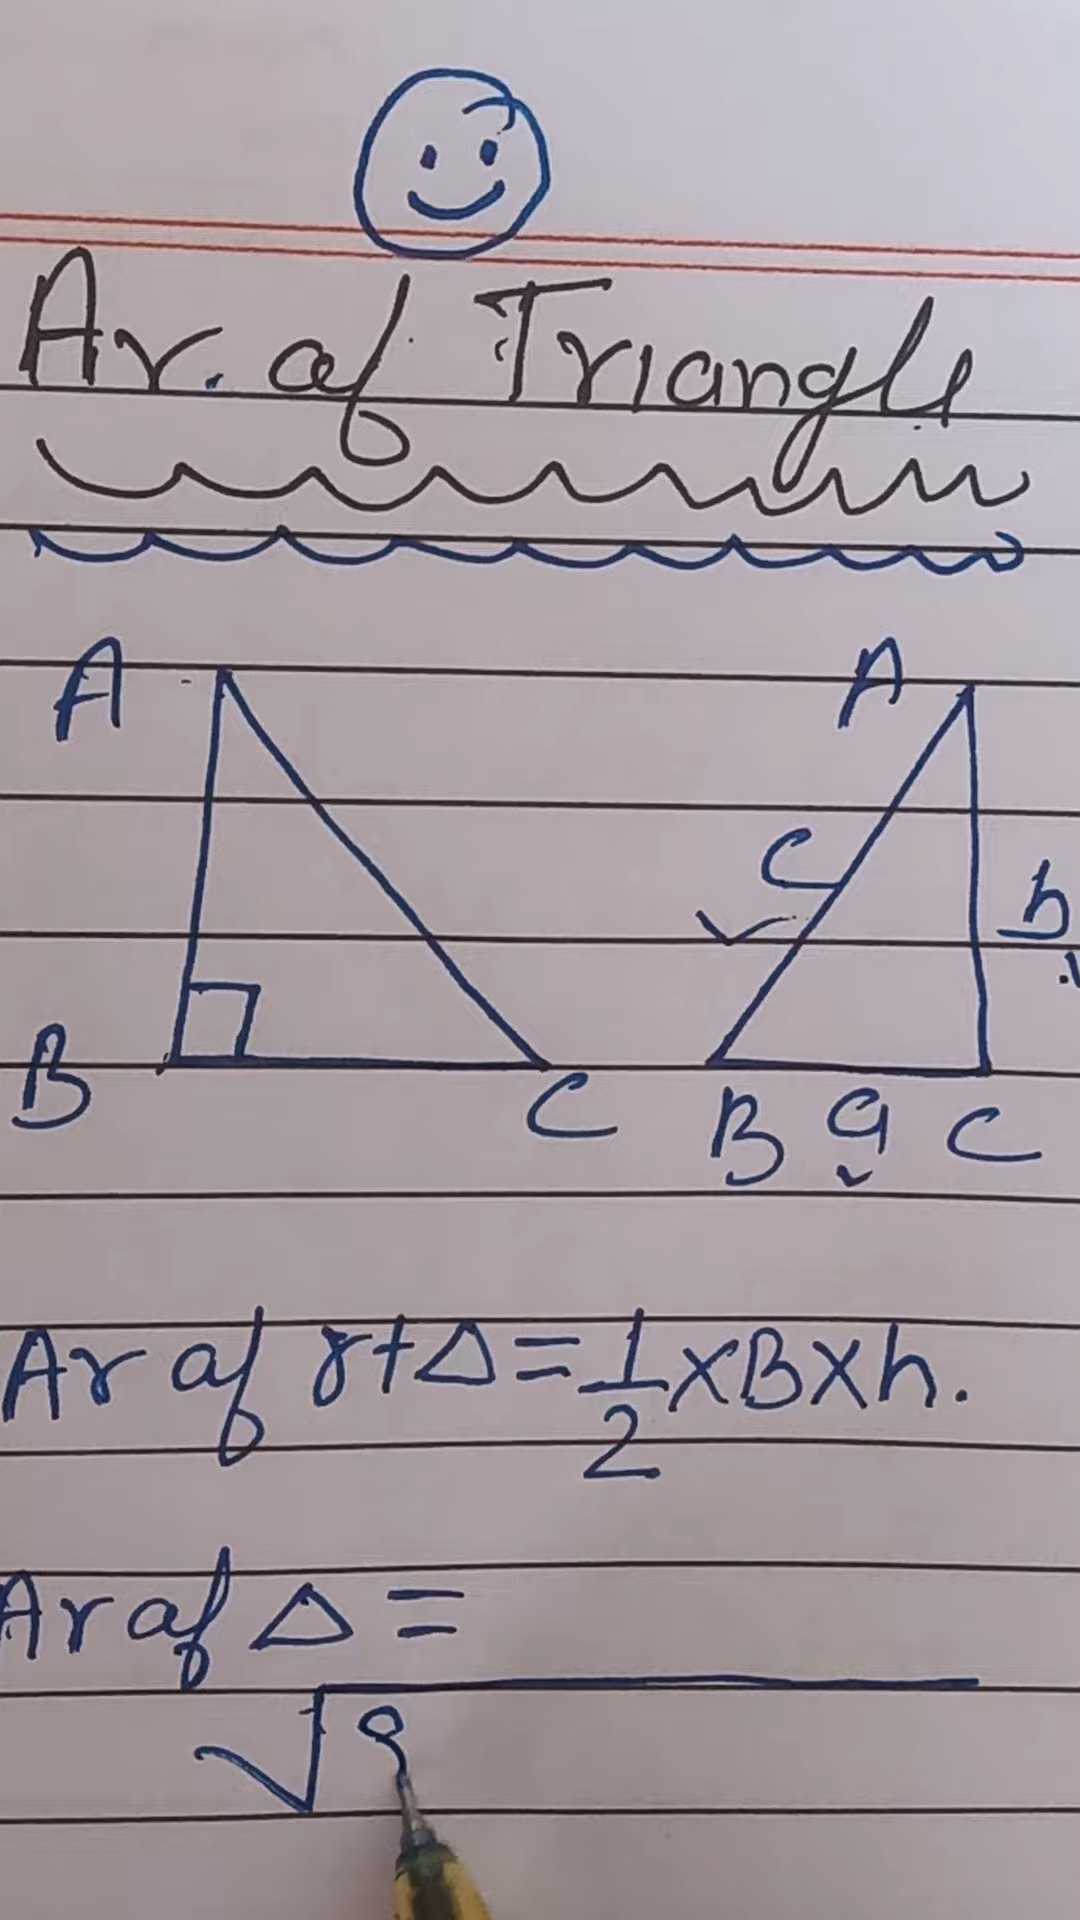 Ar. of Triangle
A A
C b
B C B a C
Ar of rt Δ = 1/2 x B x h.
Ar of Δ =
√